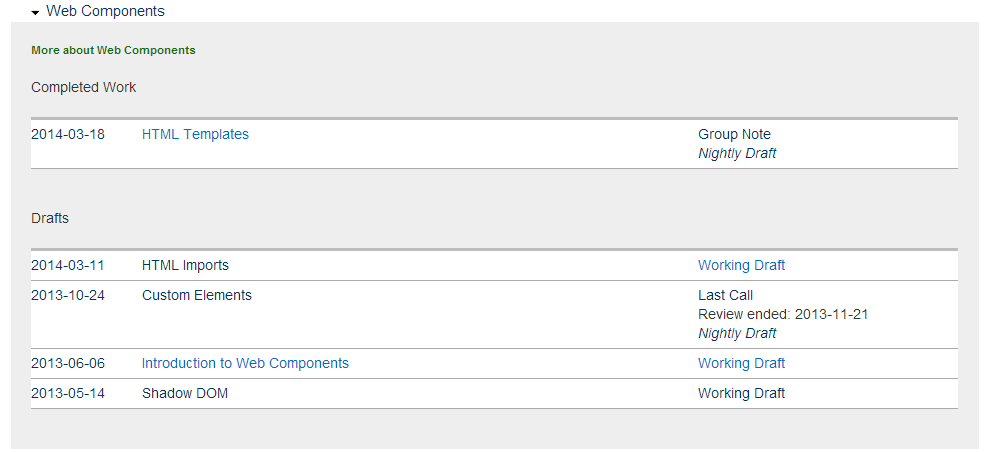 Web Components
More about Web Components
Completed Work
2014-03-18 HTML Templates Group Note
Nightly Draft
Drafts
2014-03-11 HTML Imports Working Draft
2013-10-24 Custom Elements Last Call
Review ended: 2013-11-21
Nightly Draft
2013-06-06 Introduction to Web Components Working Draft
2013-05-14 Shadow DOM Working Draft